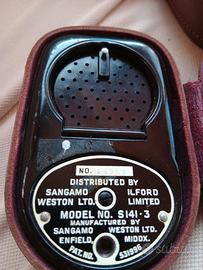 NO.
DISTRIBUTED BY
SANGAMO ILFORD
WESTON LTD. LIMITED
MODEL NO. S141·3
MANUFACTURED BY
SANGAMO WESTON LTD.
ENFIELD, MIDDX.
PAT. NO.